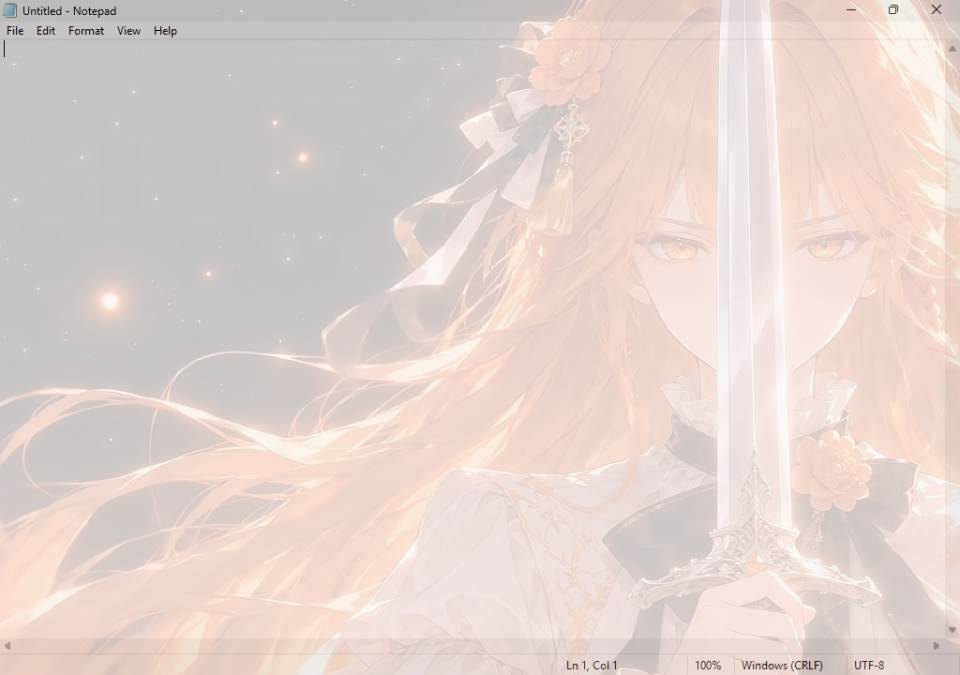 Untitled - Notepad
File Edit Format View Help
Ln 1, Col 1 100% Windows (CRLF) UTF-8